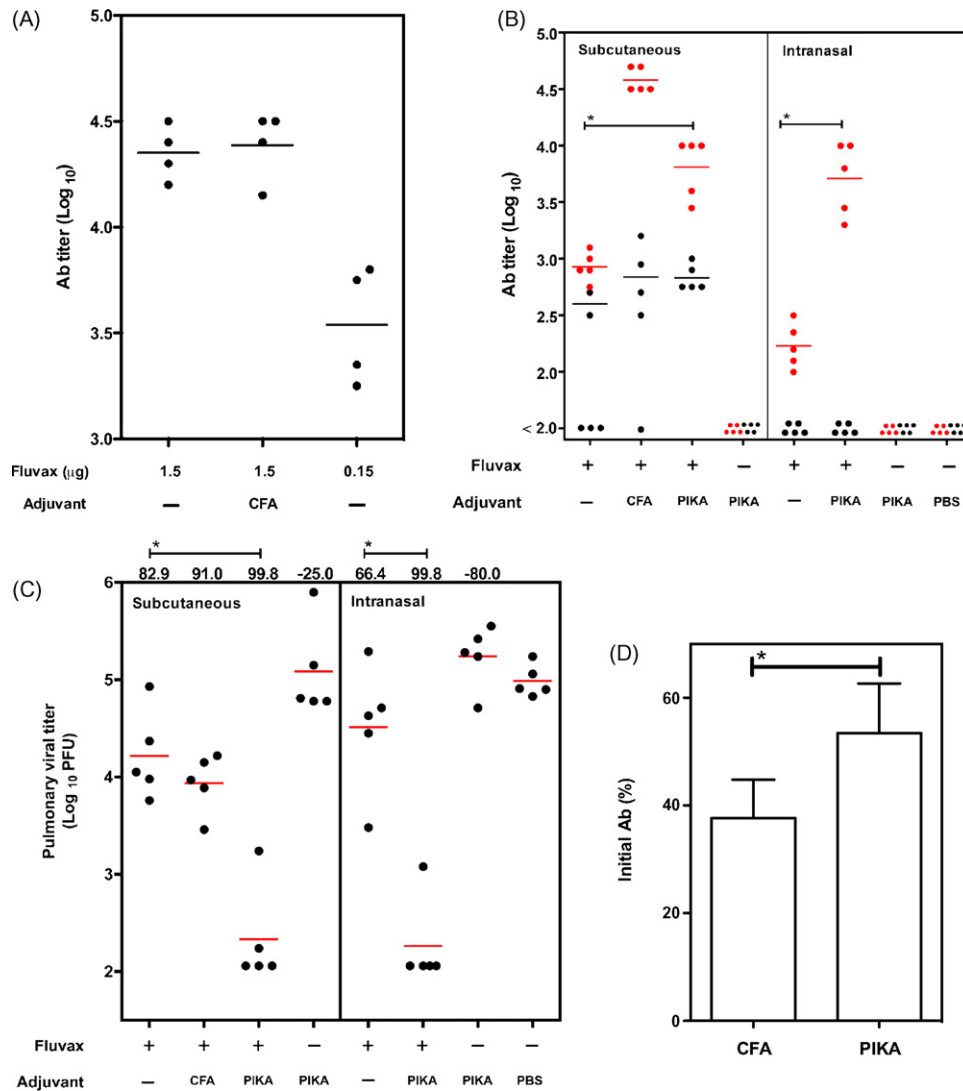 (A)
5.0
4.5
4.0
3.5
3.0
Ab titer (Log 10)
Fluvax (μg) 1.5 1.5 0.15
Adjuvant — CFA —
(B)
5.0
4.5
4.0
3.5
3.0
2.5
2.0
< 2.0
Ab titer (Log 10)
Subcutaneous Intranasal
* *
Fluvax + + + — + + — —
Adjuvant — CFA PIKA PIKA — PIKA PIKA PBS
(C)
* *
82.9 91.0 99.8 -25.0 66.4 99.8 -80.0
Subcutaneous Intranasal
6
5
4
3
2
Pulmonary viral titer
(Log 10 PFU)
Fluvax + + + — + + — —
Adjuvant — CFA PIKA PIKA — PIKA PIKA PBS
(D)
*
60
40
20
0
Initial Ab (%)
CFA PIKA